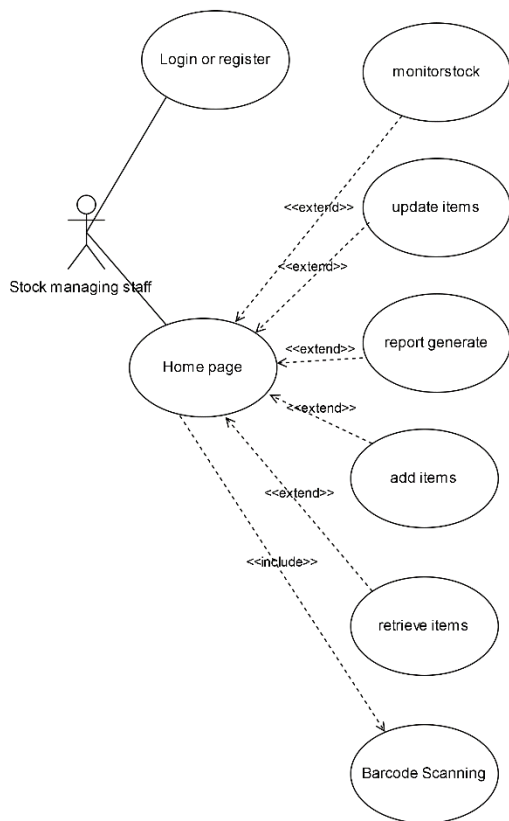 Login or register
monitorstock
<<extend>>
update items
<<extend>>
Stock managing staff
<<extend>>
report generate
Home page
<<extend>>
add items
<<extend>>
<<include>>
retrieve items
Barcode Scanning